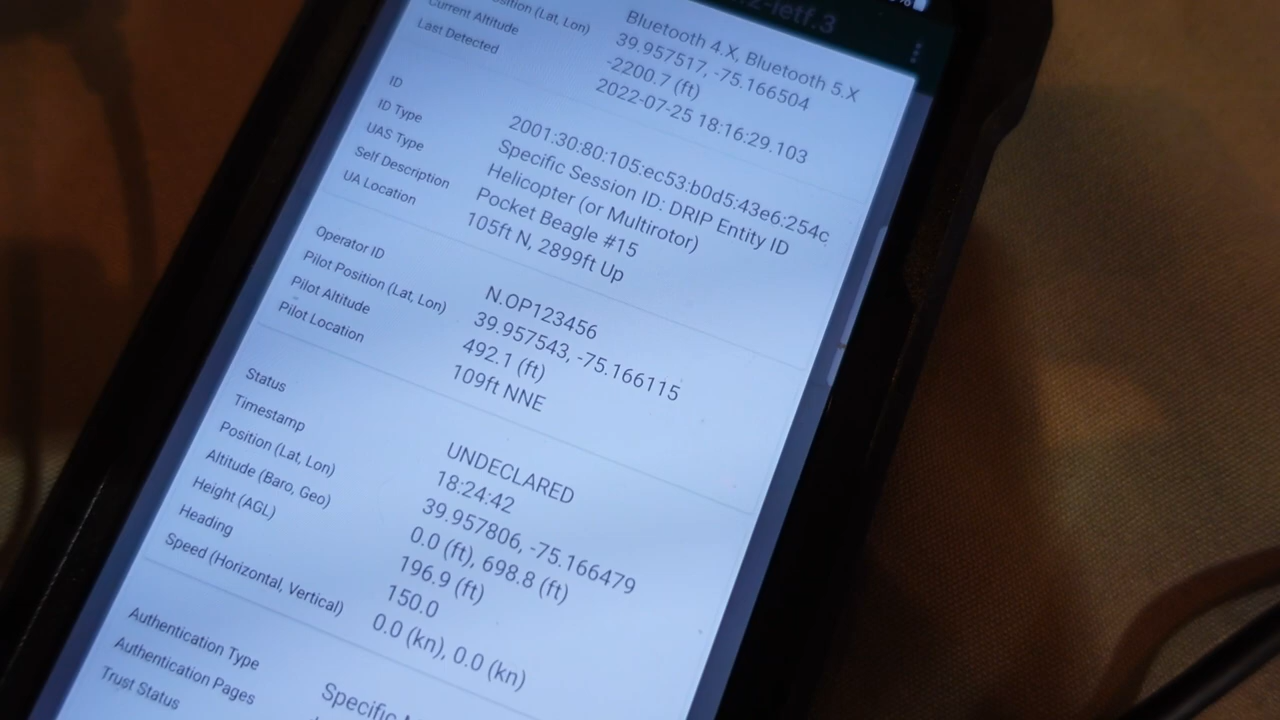 z-ietf.3
Bluetooth 4.X, Bluetooth 5.X
(Lat, Lon) 39.957517, -75.166504
Current Altitude -2200.7 (ft)
Last Detected 2022-07-25 18:16:29.103
ID 2001:30:80:105:ec53:b0d5:43e6:254c
ID Type Specific Session ID: DRIP Entity ID
UAS Type Helicopter (or Multirotor)
Self Description Pocket Beagle #15
UA Location 105ft N, 2899ft Up
Operator ID N.OP123456
Pilot Position (Lat, Lon) 39.957543, -75.166115
Pilot Altitude 492.1 (ft)
Pilot Location 109ft NNE
Status UNDECLARED
Timestamp 18:24:42
Position (Lat, Lon) 39.957806, -75.166479
Altitude (Baro, Geo) 0.0 (ft), 698.8 (ft)
Height (AGL) 196.9 (ft)
Heading 150.0
Speed (Horizontal, Vertical) 0.0 (kn), 0.0 (kn)
Authentication Type Specific
Authentication Pages
Trust Status